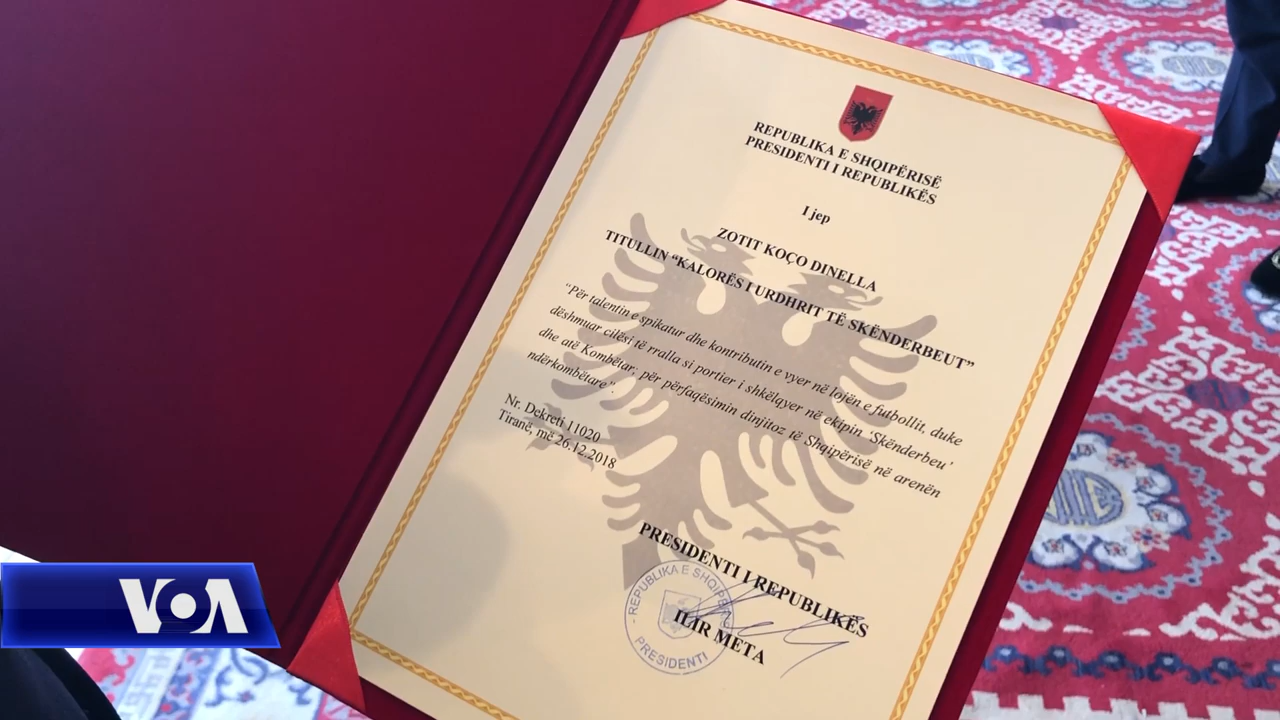 REPUBLIKA E SHQIPËRISË
PRESIDENTI I REPUBLIKËS
I jep
ZOTIT KOÇO DINELLA
TITULLIN “KALORËS I URDHRIT TË SKËNDERBEUT”
“Për talentin e spikatur dhe kontributin e vyer në lojën e futbollit, duke
dëshmuar cilësi të rralla si portier i shkëlqyer në ekipin ‘Skënderbeu’
dhe atë Kombëtar; për përfaqësimin dinjitoz të Shqipërisë në arenën
ndërkombëtare”.
Nr. Dekreti 11020
Tiranë, më 26.12.2018
PRESIDENTI I REPUBLIKËS
ILIR META
REPUBLIKA E SHQIPË
PRESIDENTI
VOA